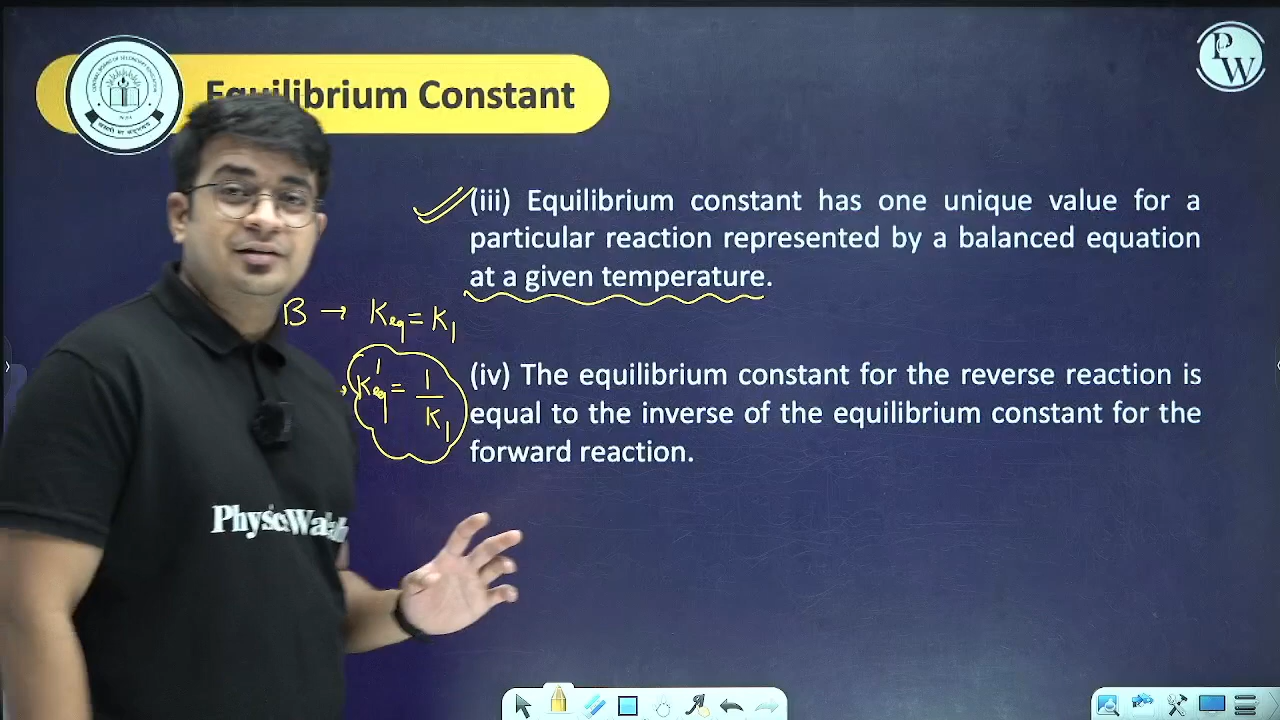 Equilibrium Constant
PW
(iii) Equilibrium constant has one unique value for a
particular reaction represented by a balanced equation
at a given temperature.
B → Keq = K1
K'eq = 1/K1
(iv) The equilibrium constant for the reverse reaction is
equal to the inverse of the equilibrium constant for the
forward reaction.